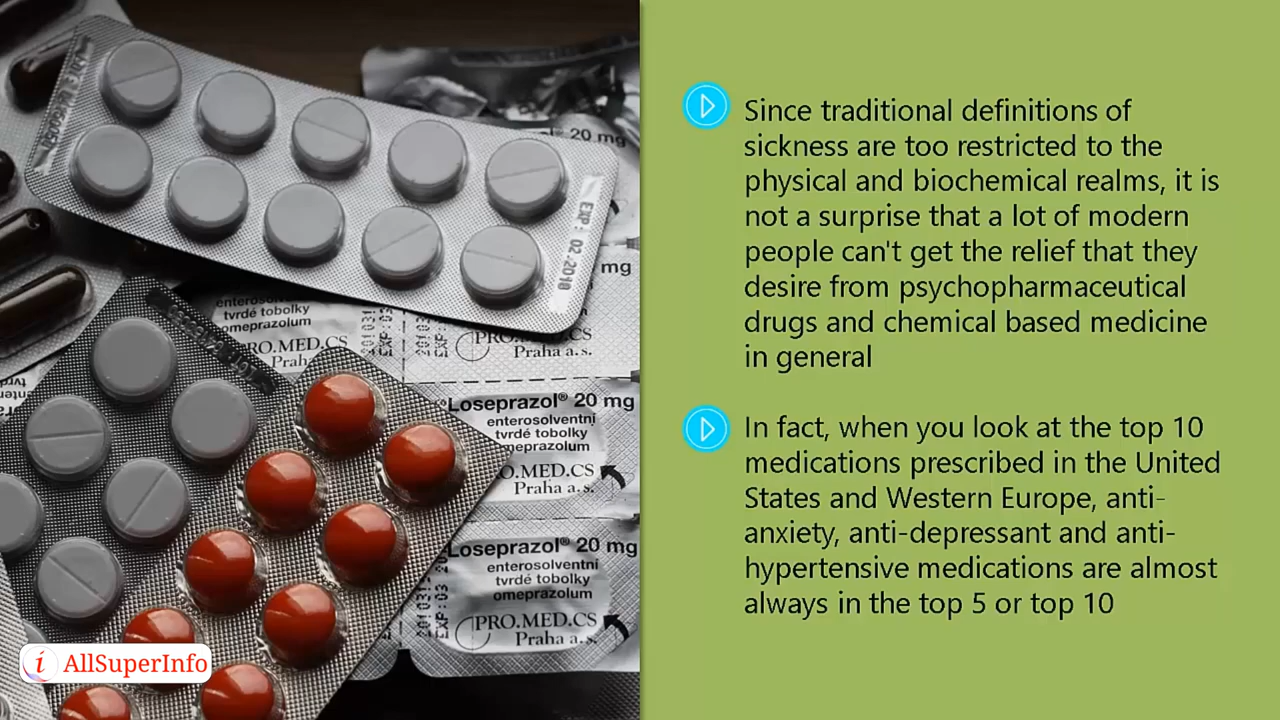 EXP : 02.2018
20 mg
mg
enterosolventní
tvrdé tobolky
omeprazolum
PRO.MED.CS
Praha a. s.
Loseprazol® 20 mg
enterosolventní
tvrdé tobolky
omeprazolum
PRO.MED.CS
Praha a. s.
Loseprazol® 20 mg
enterosolventní
tvrdé tobolky
omeprazolum
PRO.MED.CS
Praha a. s.
AllSuperInfo
Since traditional definitions of
sickness are too restricted to the
physical and biochemical realms, it is
not a surprise that a lot of modern
people can't get the relief that they
desire from psychopharmaceutical
drugs and chemical based medicine
in general
In fact, when you look at the top 10
medications prescribed in the United
States and Western Europe, anti-
anxiety, anti-depressant and anti-
hypertensive medications are almost
always in the top 5 or top 10